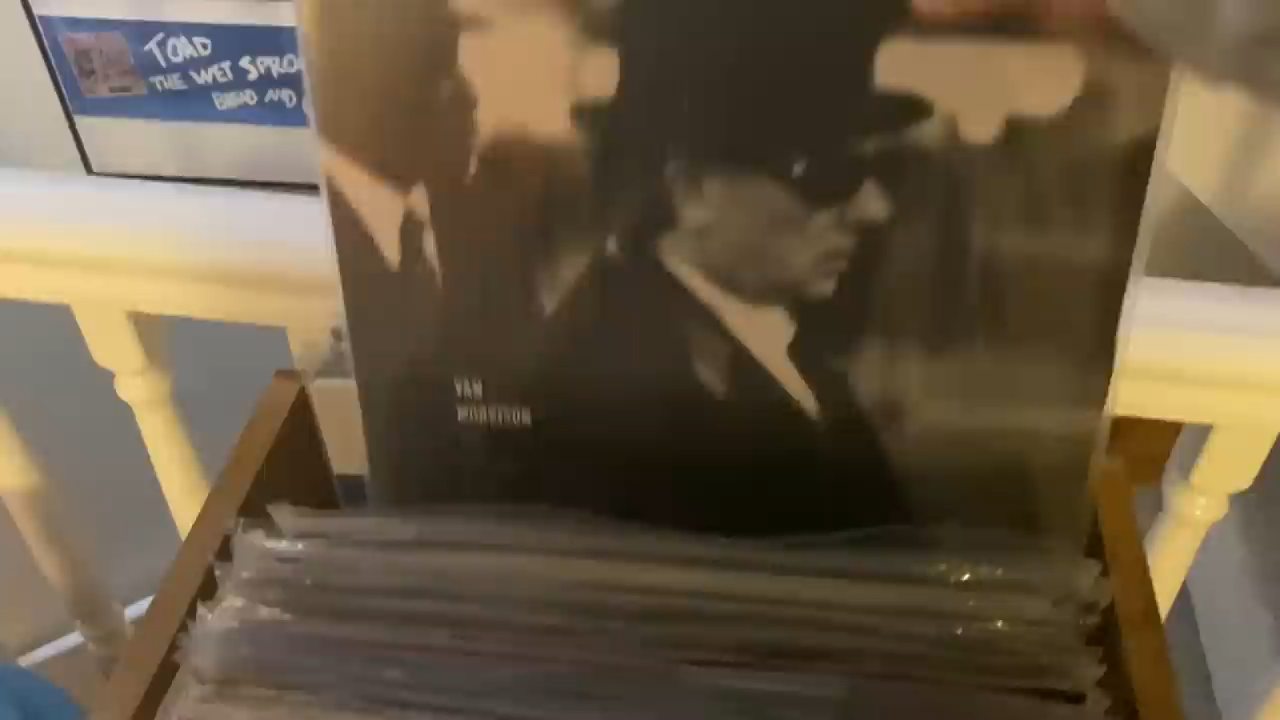 TOAD
THE WET SPRO
BREAD AND
VAN
MORRISON